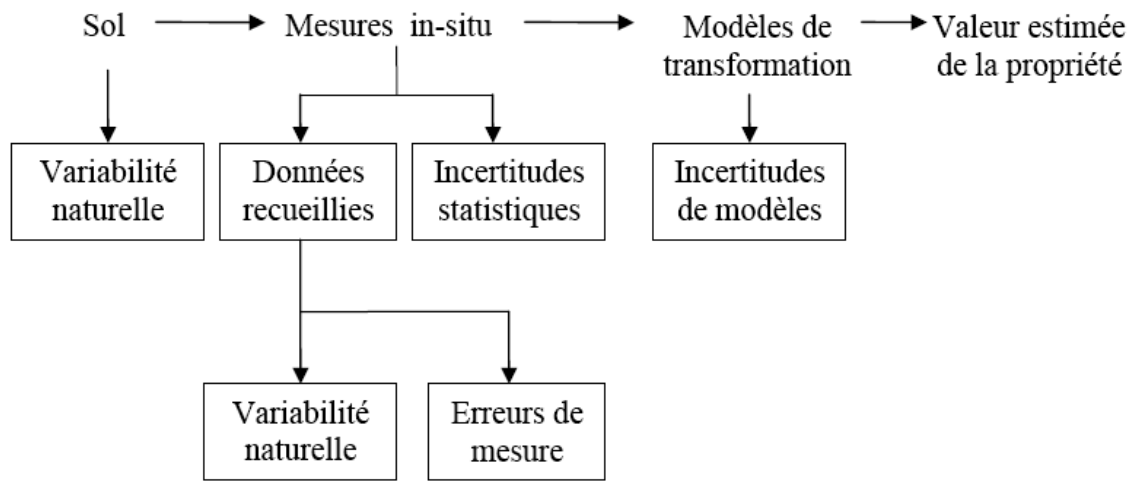 Sol
Mesures in-situ
Modèles de
transformation
Valeur estimée
de la propriété
Variabilité
naturelle
Données
recueillies
Incertitudes
statistiques
Incertitudes
de modèles
Variabilité
naturelle
Erreurs de
mesure